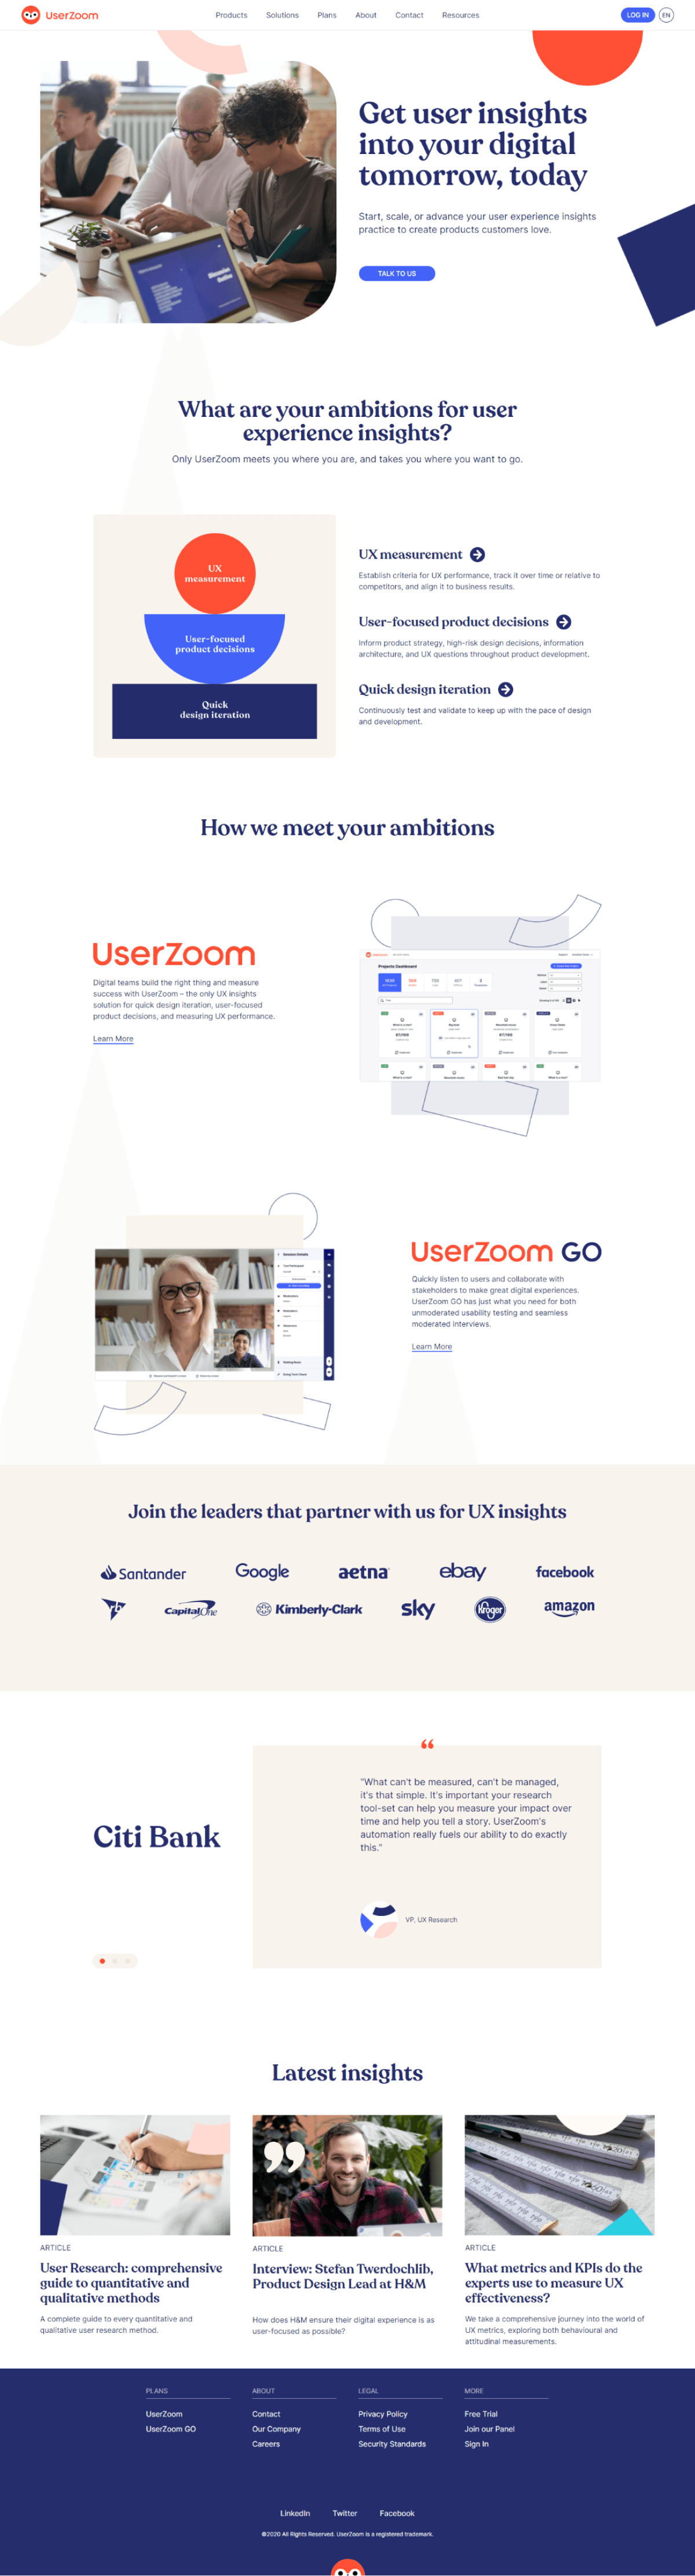 UserZoom
Products Solutions Plans About Contact Resources
LOG IN EN
Get user insights
into your digital
tomorrow, today
Start, scale, or advance your user experience insights
practice to create products customers love.
TALK TO US
What are your ambitions for user
experience insights?
Only UserZoom meets you where you are, and takes you where you want to go.
UX
measurement
User-focused
product decisions
Quick
design iteration
UX measurement
Establish criteria for UX performance, track it over time or relative to
competitors, and align it to business results.
User-focused product decisions
Inform product strategy, high-risk design decisions, information
architecture, and UX questions throughout product development.
Quick design iteration
Continuously test and validate to keep up with the pace of design
and development.
How we meet your ambitions
UserZoom
Digital teams build the right thing and measure
success with UserZoom – the only UX insights
solution for quick design iteration, user-focused
product decisions, and measuring UX performance.
Learn More
Projects Dashboard
UserZoom GO
Quickly listen to users and collaborate with
stakeholders to make great digital experiences.
UserZoom GO has just what you need for both
unmoderated usability testing and seamless
moderated interviews.
Learn More
Join the leaders that partner with us for UX insights
Santander Google aetna ebay facebook
Capital One Kimberly-Clark sky Kroger amazon
"What can't be measured, can't be managed,
it's that simple. It's important your research
tool-set can help you measure your impact over
time and help you tell a story. UserZoom's
automation really fuels our ability to do exactly
this."
Citi Bank
VP, UX Research
Latest insights
ARTICLE
User Research: comprehensive
guide to quantitative and
qualitative methods
A complete guide to every quantitative and
qualitative user research method.
ARTICLE
Interview: Stefan Twerdochlib,
Product Design Lead at H&M
How does H&M ensure their digital experience is as
user-focused as possible?
ARTICLE
What metrics and KPIs do the
experts use to measure UX
effectiveness?
We take a comprehensive journey into the world of
UX metrics, exploring both behavioural and
attitudinal measurements.
PLANS
UserZoom
UserZoom GO
ABOUT
Contact
Our Company
Careers
LEGAL
Privacy Policy
Terms of Use
Security Standards
MORE
Free Trial
Join our Panel
Sign In
LinkedIn Twitter Facebook
©2020 All Rights Reserved. UserZoom is a registered trademark.